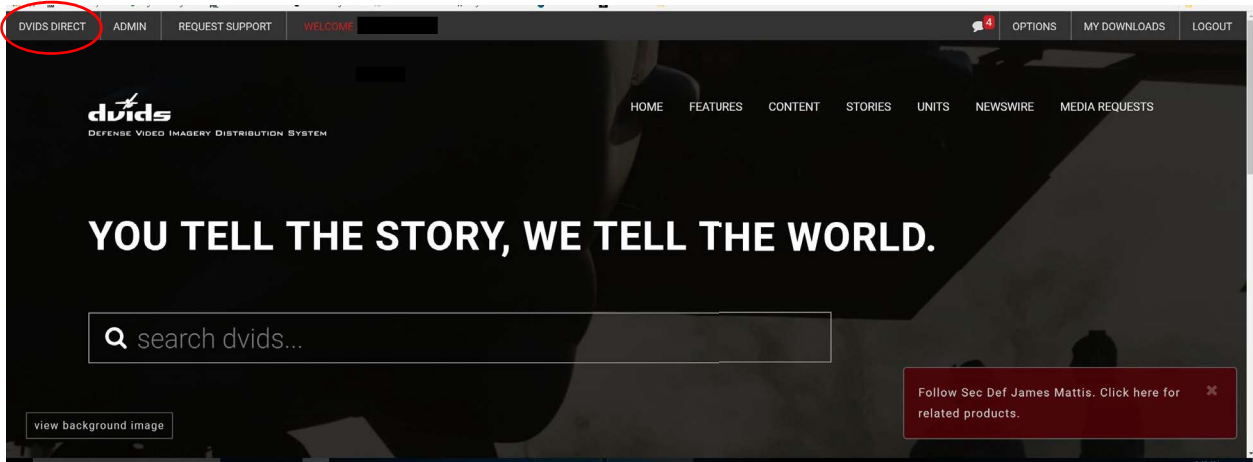 DVIDS DIRECT ADMIN REQUEST SUPPORT WELCOME 4 OPTIONS MY DOWNLOADS LOGOUT
dvids
DEFENSE VIDEO IMAGERY DISTRIBUTION SYSTEM
HOME FEATURES CONTENT STORIES UNITS NEWSWIRE MEDIA REQUESTS
YOU TELL THE STORY, WE TELL THE WORLD.
search dvids...
Follow Sec Def James Mattis. Click here for
related products.
view background image